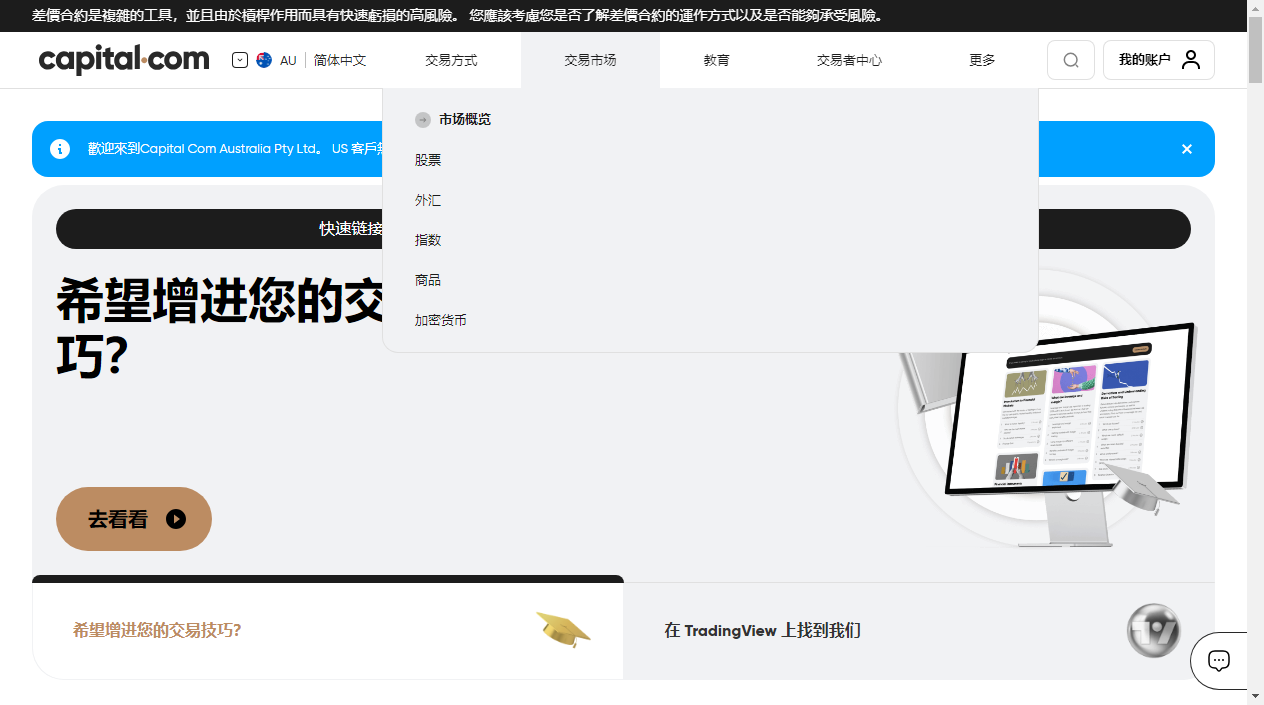 差價合約是複雜的工具，並且由於槓桿作用而具有快速虧損的高風險。 您應該考慮您是否了解差價合約的運作方式以及是否能夠承受風險。
capital.com
AU 简体中文 交易方式 交易市场 教育 交易者中心 更多 我的账户
市场概览
歡迎來到Capital Com Australia Pty Ltd。 US 客戶
股票
外汇
快速链接
指数
希望增进您的交
商品
加密货币
巧?
去看看
希望增进您的交易技巧?
在 TradingView 上找到我们